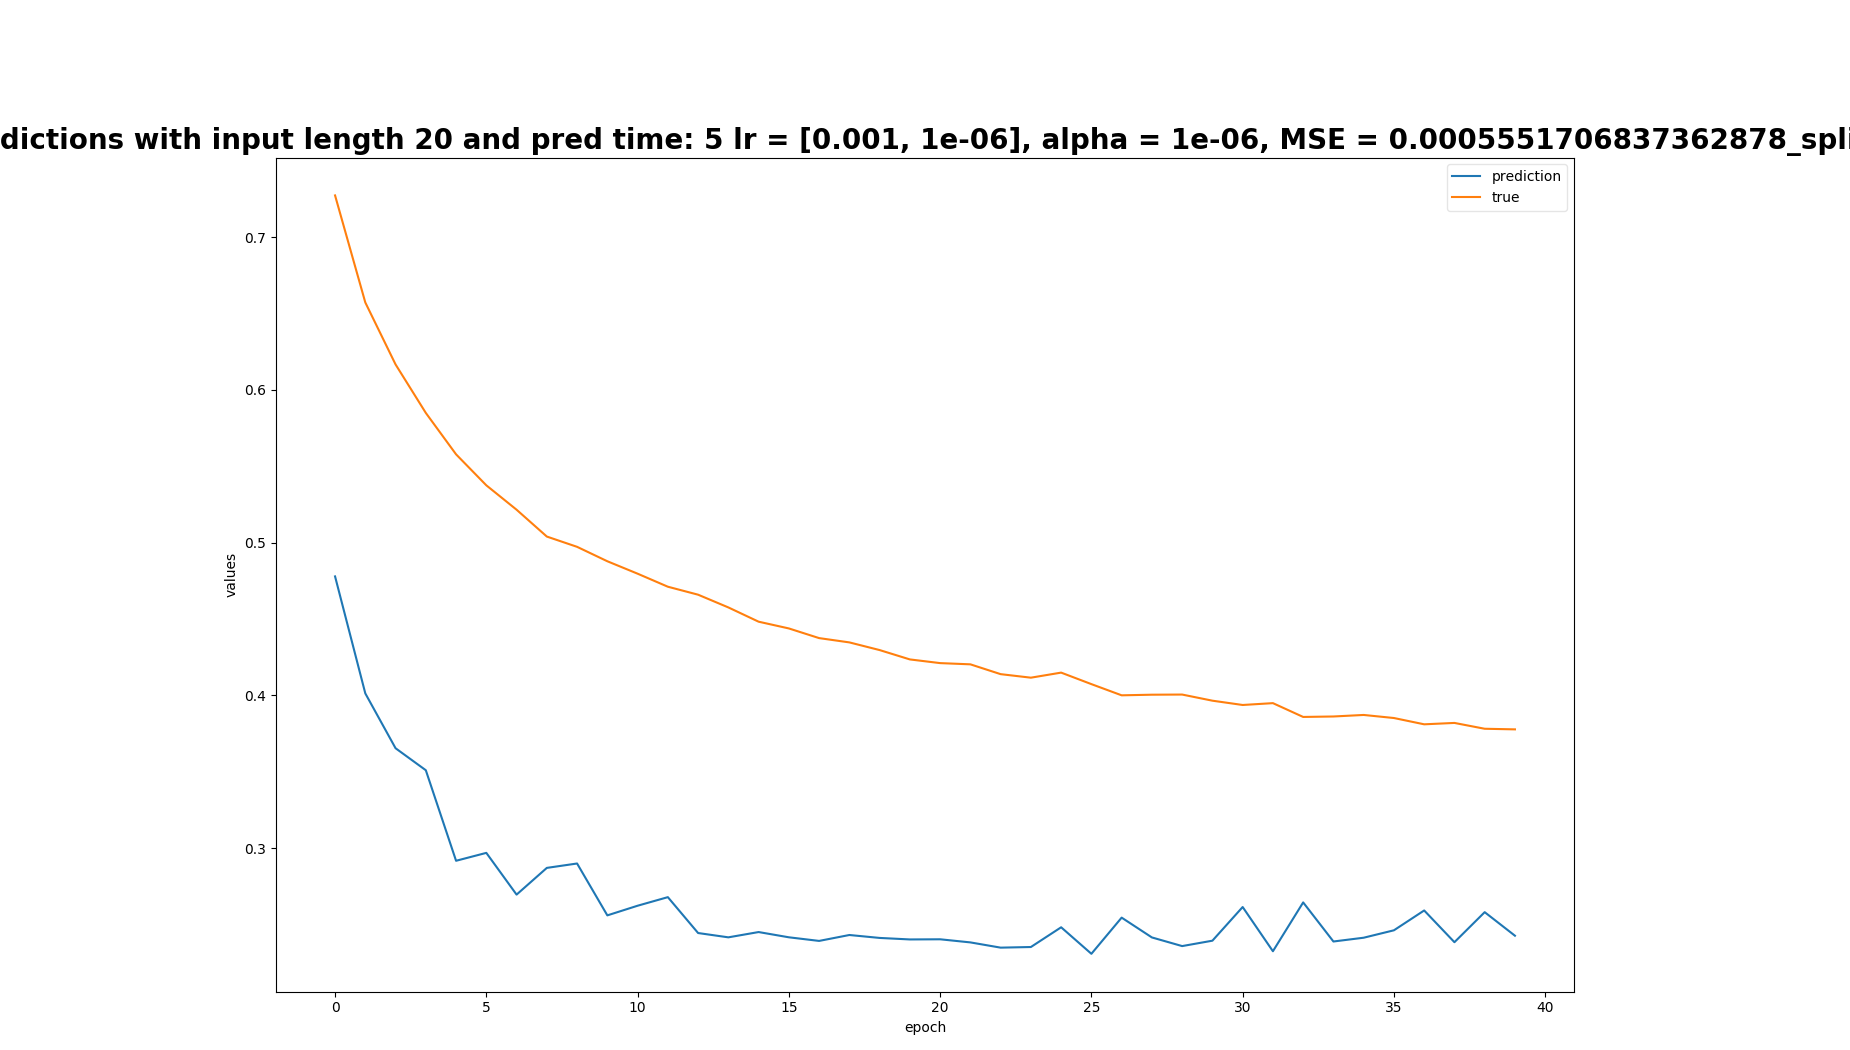 dictions with input length 20 and pred time: 5 lr = [0.001, 1e-06], alpha = 1e-06, MSE = 0.0005551706837362878_spli
prediction
true
0.7
0.6
0.5
0.4
0.3
values
0 5 10 15 20 25 30 35 40
epoch